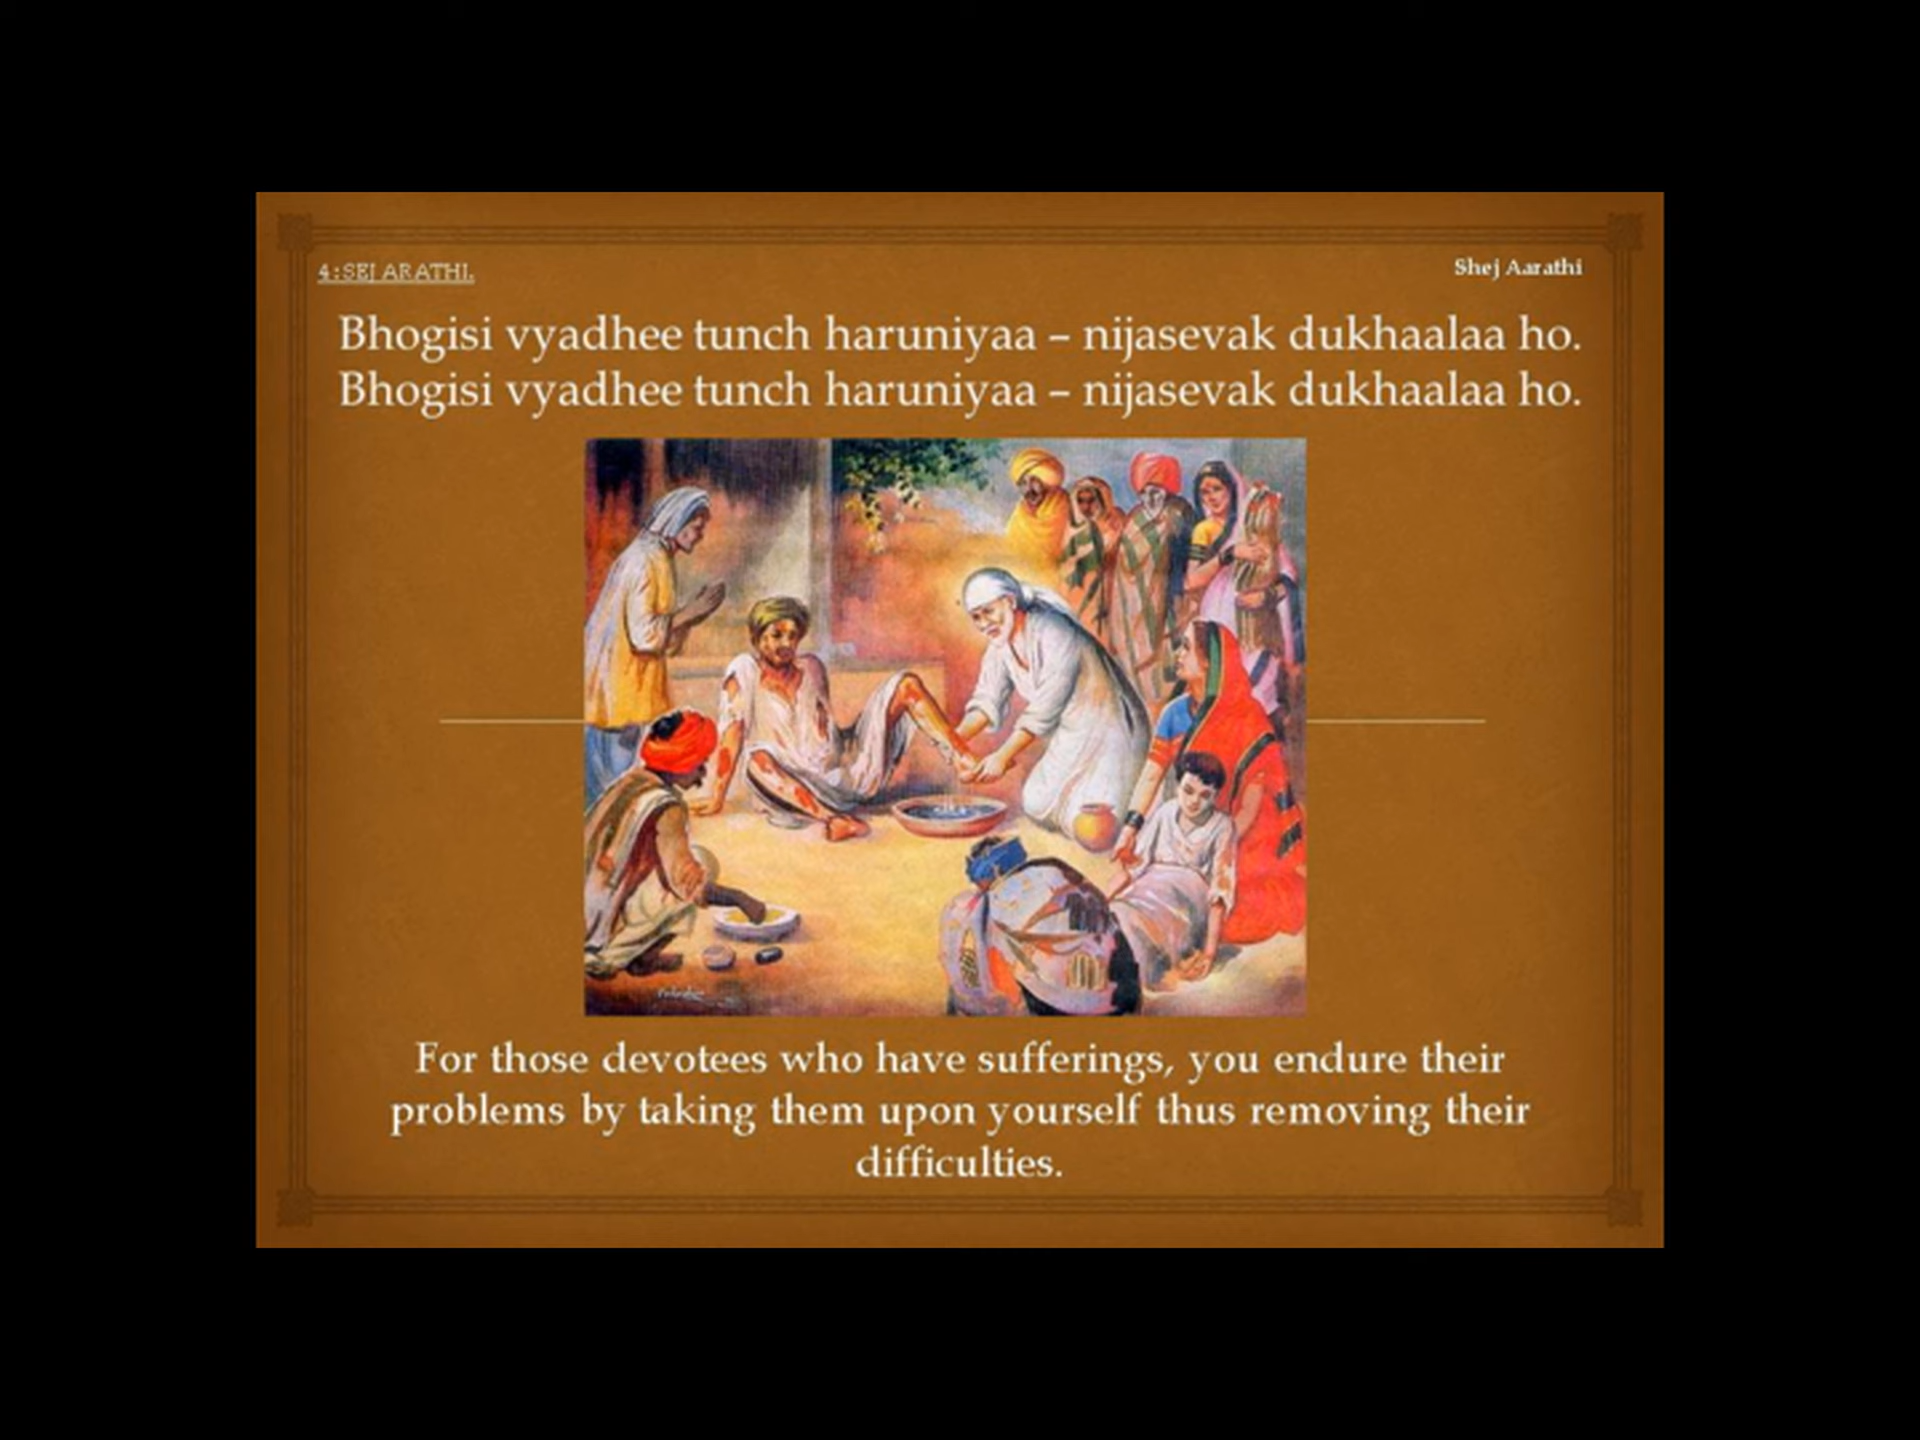 4: SEJ ARATHI.
Shej Aarathi
Bhogisi vyadhee tunch haruniyaa – nijasevak dukhaalaa ho.
Bhogisi vyadhee tunch haruniyaa – nijasevak dukhaalaa ho.
For those devotees who have sufferings, you endure their
problems by taking them upon yourself thus removing their
difficulties.